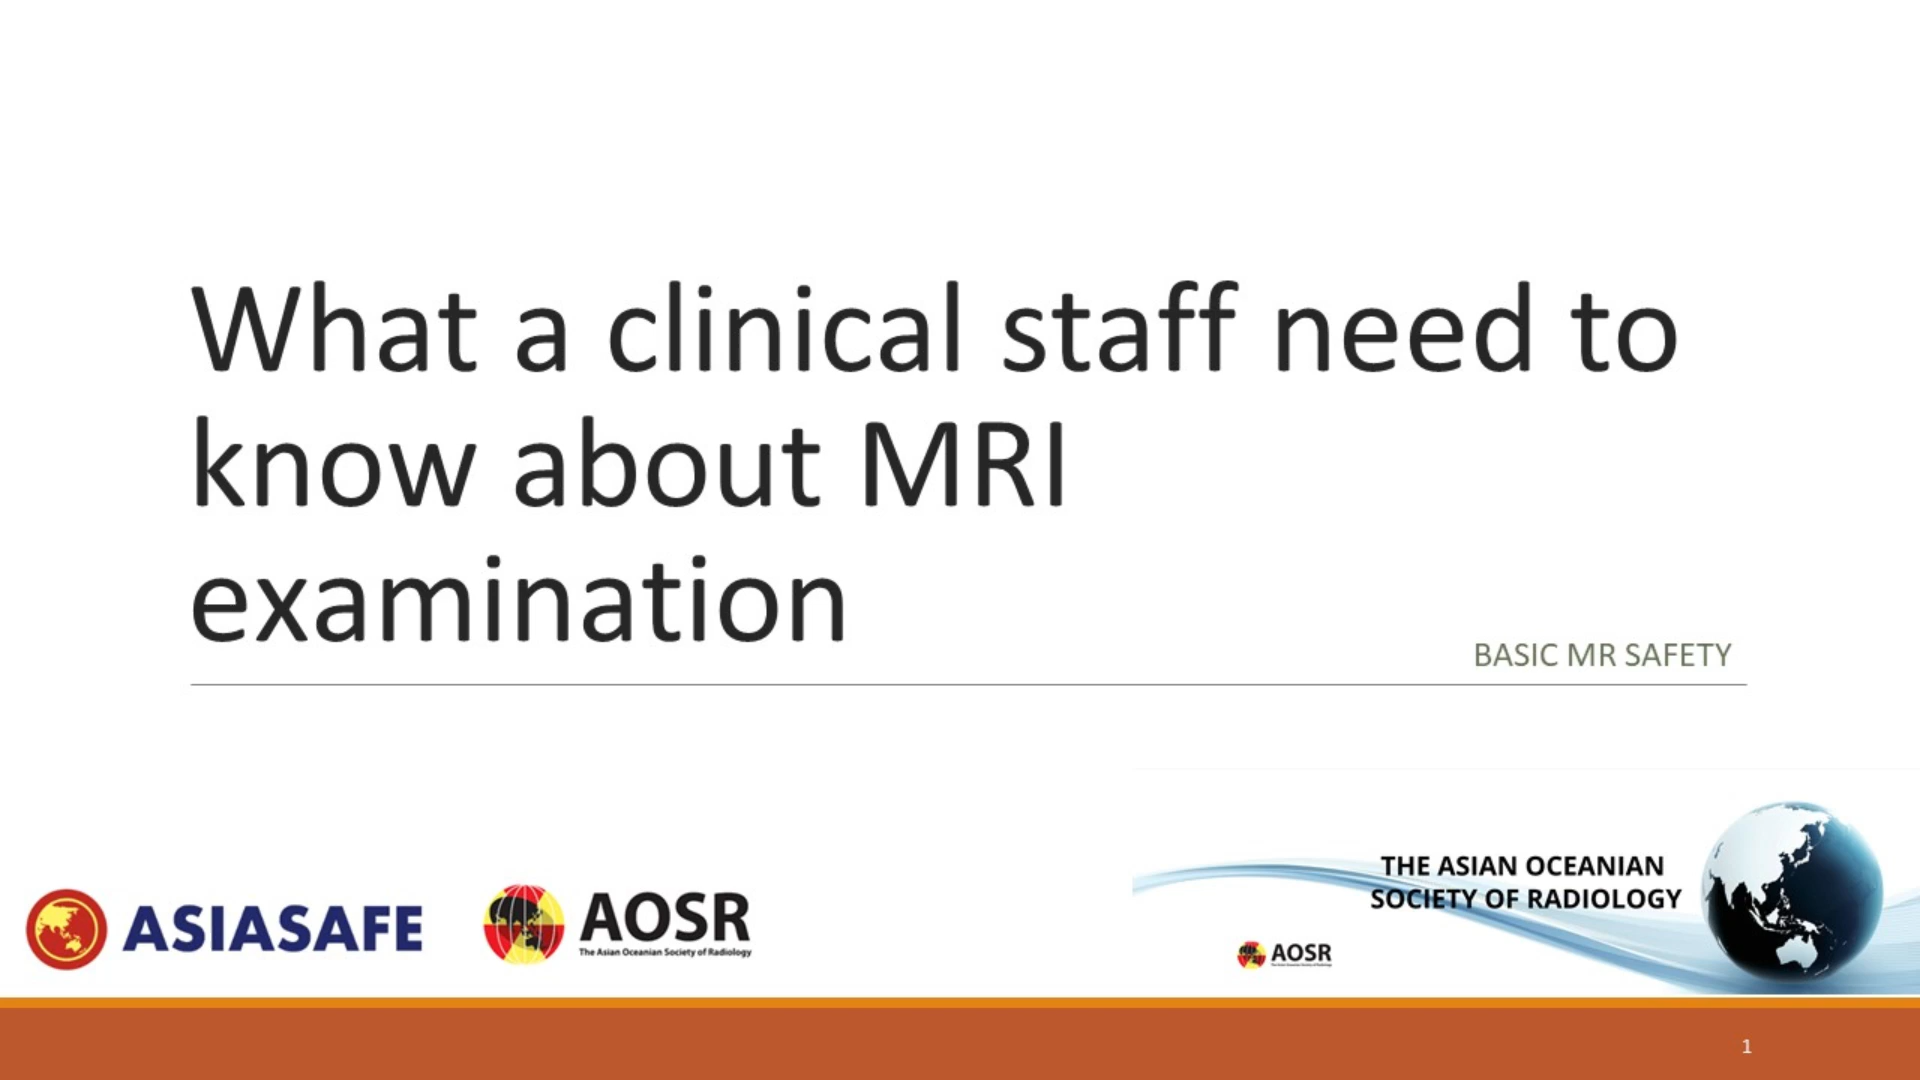 What a clinical staff need to
know about MRI
examination
BASIC MR SAFETY
THE ASIAN OCEANIAN
SOCIETY OF RADIOLOGY
ASIASAFE
AOSR
The Asian Oceanian Society of Radiology
AOSR
1